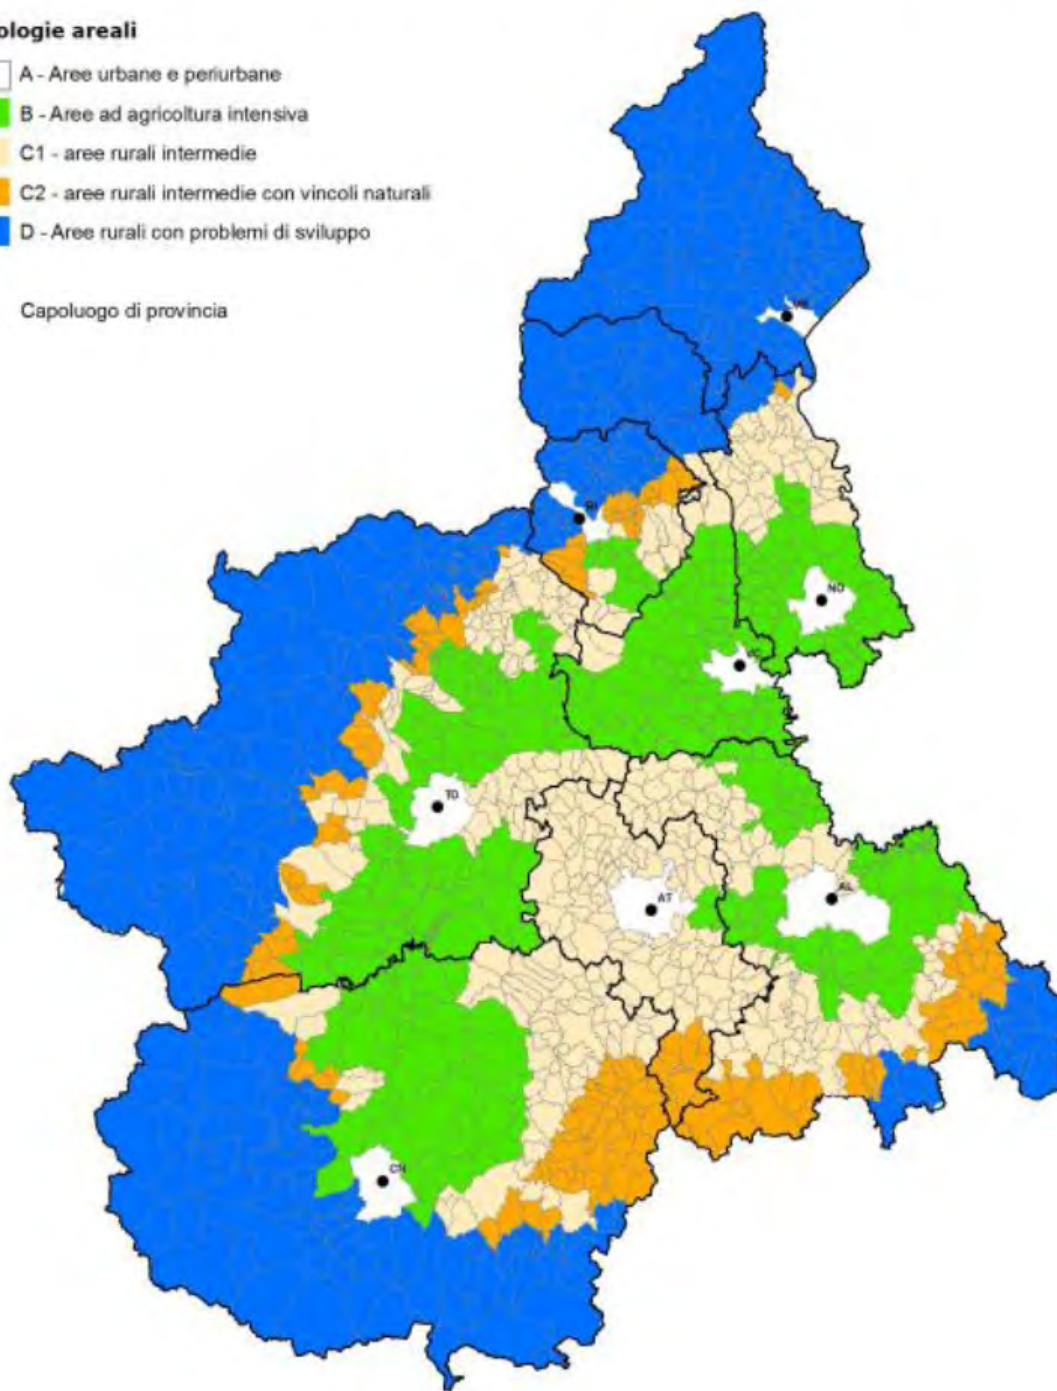 ologie areali
A - Aree urbane e periurbane
B - Aree ad agricoltura intensiva
C1 - aree rurali intermedie
C2 - aree rurali intermedie con vincoli naturali
D - Aree rurali con problemi di sviluppo
Capoluogo di provincia
BI
NO
TO
AL
AT
CN